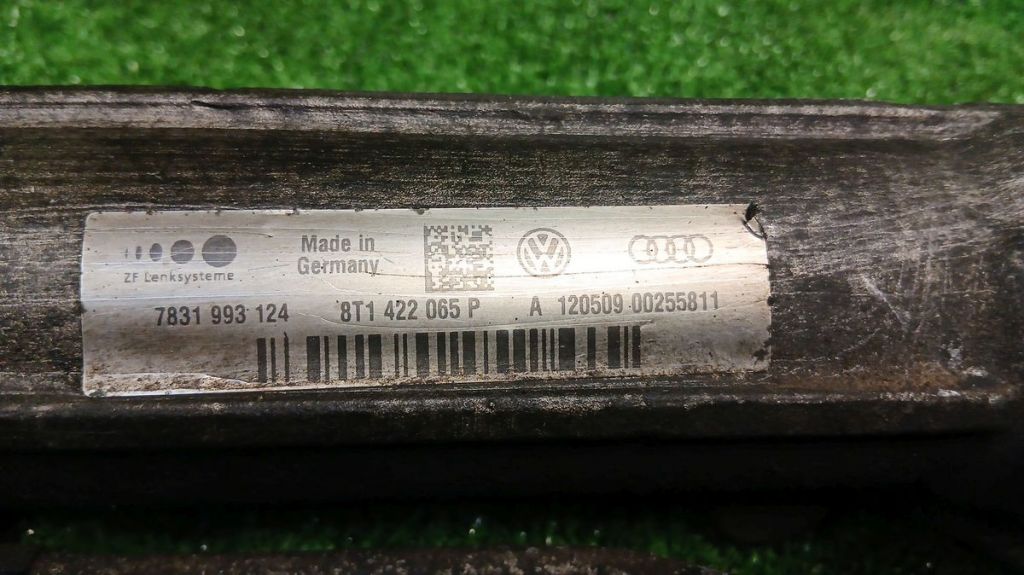 ZF Lenksysteme
Made in
Germany
7831 993 124 8T1 422 065 P A 120509 00255811